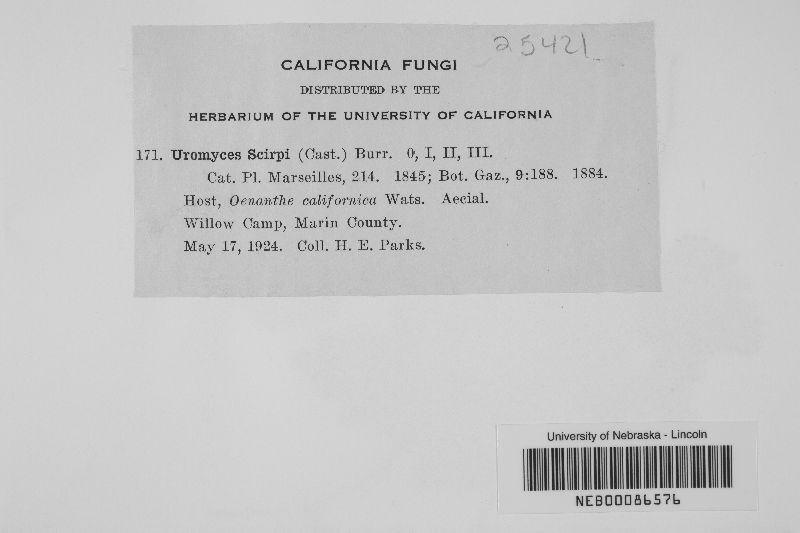 25421
CALIFORNIA FUNGI
DISTRIBUTED BY THE
HERBARIUM OF THE UNIVERSITY OF CALIFORNIA
171. Uromyces Scirpi (Cast.) Burr. 0, I, II, III.
Cat. Pl. Marseilles, 214. 1845; Bot. Gaz., 9:188. 1884.
Host, Oenanthe californica Wats. Aecial.
Willow Camp, Marin County.
May 17, 1924. Coll. H. E. Parks.
University of Nebraska - Lincoln
NEB00086576